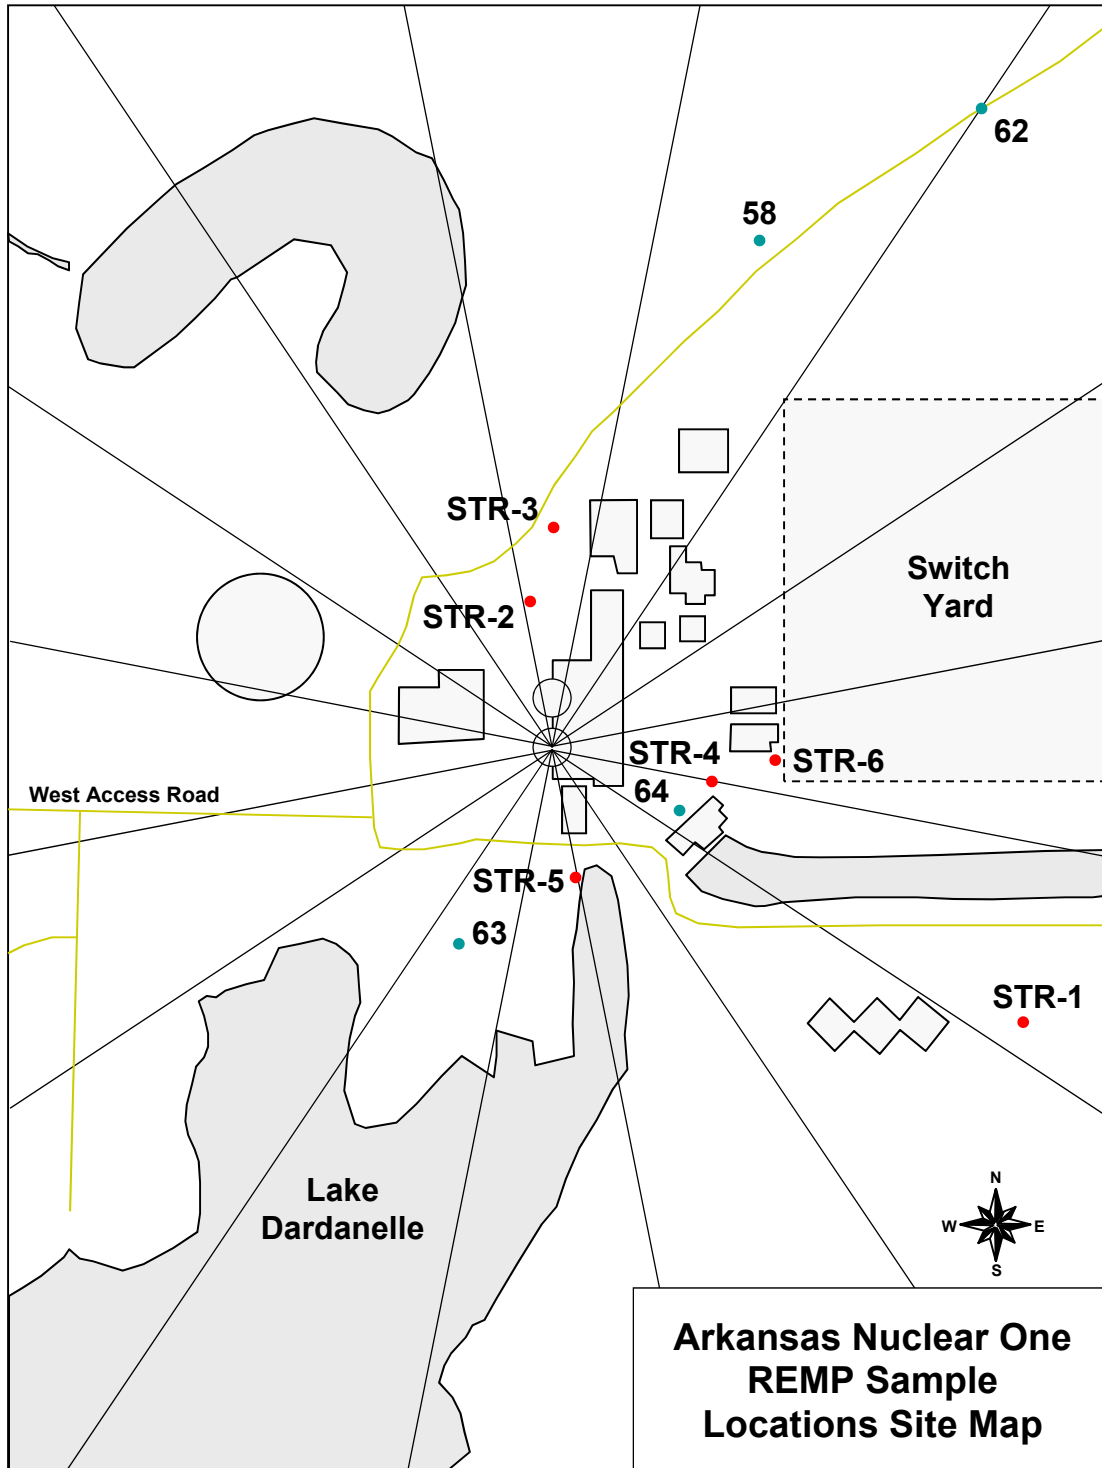 62
58
STR-3
Switch
Yard
STR-2
STR-4
STR-6
64
West Access Road
STR-5
63
STR-1
N
Lake
W
E
Dardanelle
S
Arkansas Nuclear One
REMP Sample
Locations Site Map